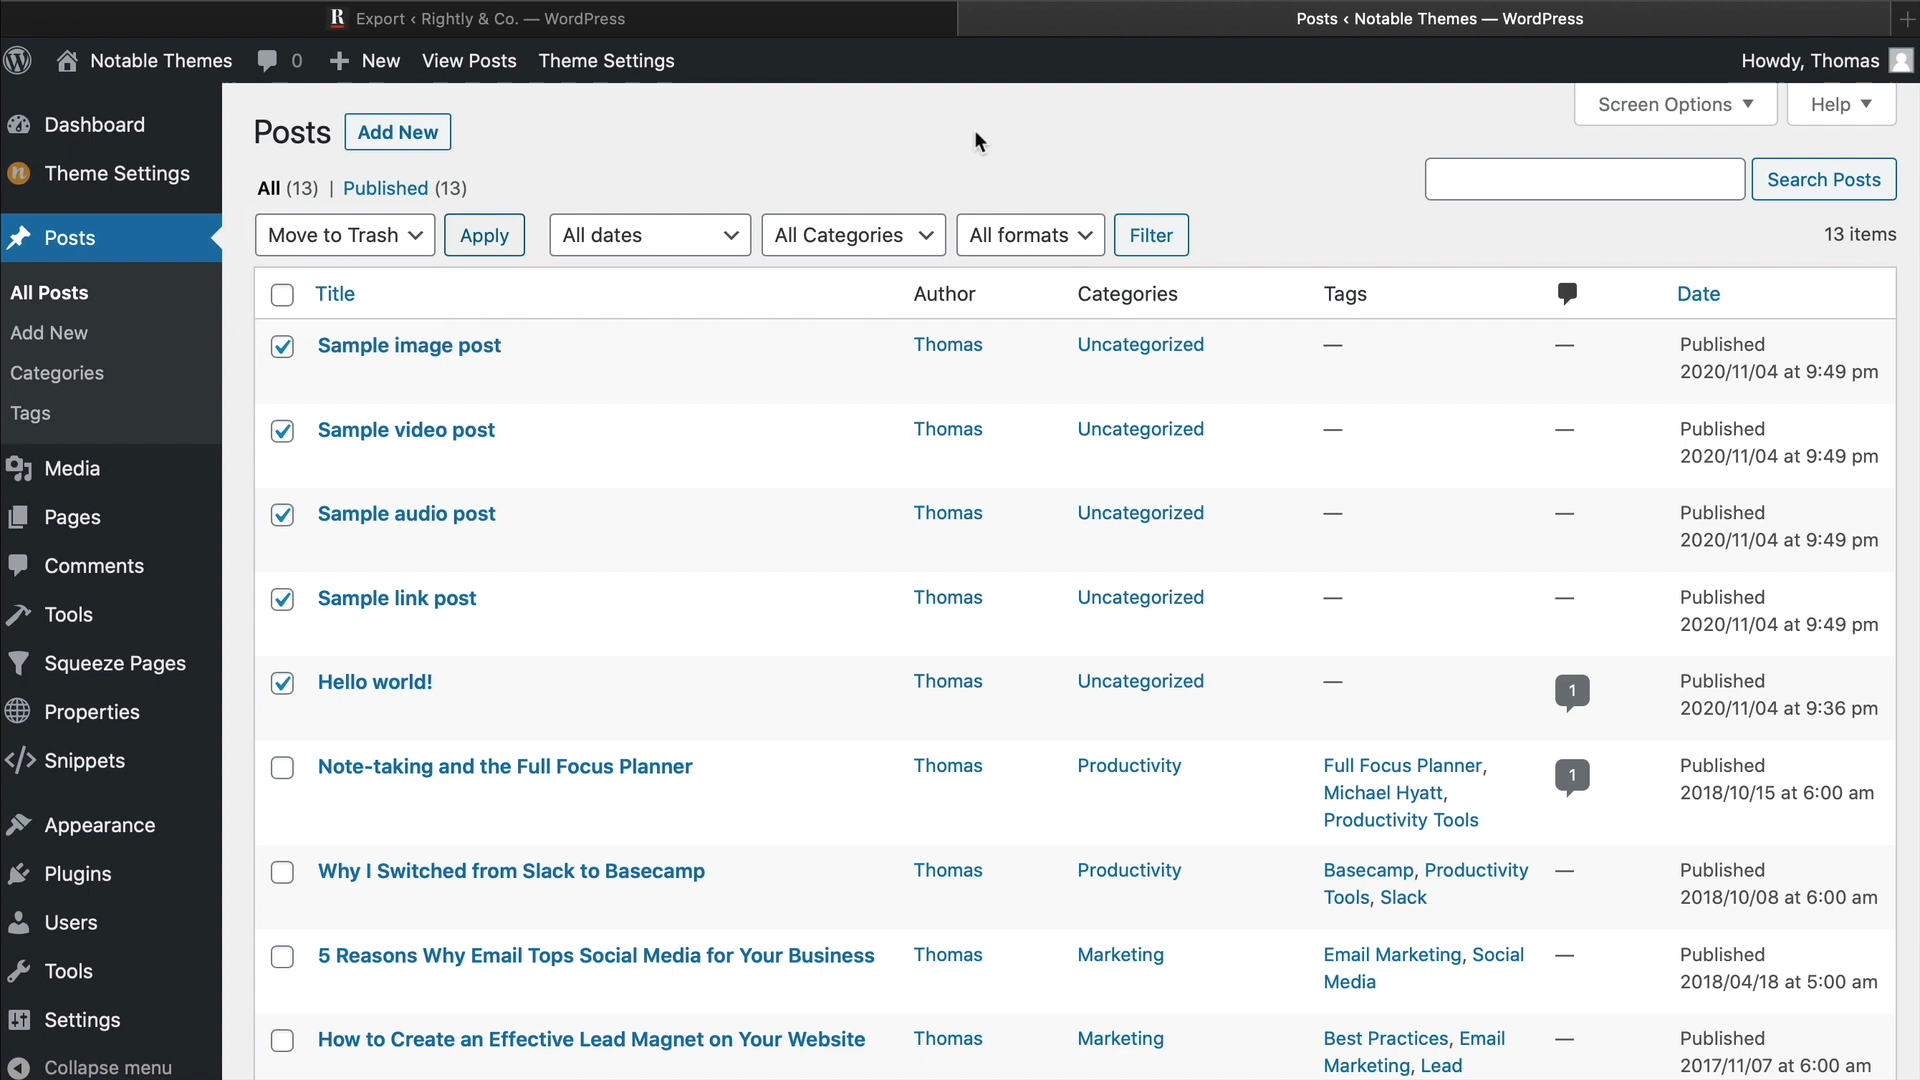 R Export ‹ Rightly & Co. — WordPress
Posts ‹ Notable Themes — WordPress
Notable Themes 0 New View Posts Theme Settings
Howdy, Thomas
Dashboard
Theme Settings
Posts
All Posts
Add New
Categories
Tags
Media
Pages
Comments
Tools
Squeeze Pages
Properties
Snippets
Appearance
Plugins
Users
Tools
Settings
Collapse menu
Screen Options
Help
Posts Add New
All (13) | Published (13)
Search Posts
Move to Trash Apply All dates All Categories All formats Filter
13 items
Title Author Categories Tags Date
Sample image post Thomas Uncategorized — — Published
2020/11/04 at 9:49 pm
Sample video post Thomas Uncategorized — — Published
2020/11/04 at 9:49 pm
Sample audio post Thomas Uncategorized — — Published
2020/11/04 at 9:49 pm
Sample link post Thomas Uncategorized — — Published
2020/11/04 at 9:49 pm
Hello world! Thomas Uncategorized — 1 Published
2020/11/04 at 9:36 pm
Note-taking and the Full Focus Planner Thomas Productivity Full Focus Planner, 1 Published
Michael Hyatt, 2018/10/15 at 6:00 am
Productivity Tools
Why I Switched from Slack to Basecamp Thomas Productivity Basecamp, Productivity — Published
Tools, Slack 2018/10/08 at 6:00 am
5 Reasons Why Email Tops Social Media for Your Business Thomas Marketing Email Marketing, Social — Published
Media 2018/04/18 at 5:00 am
How to Create an Effective Lead Magnet on Your Website Thomas Marketing Best Practices, Email — Published
Marketing, Lead 2017/11/07 at 6:00 am